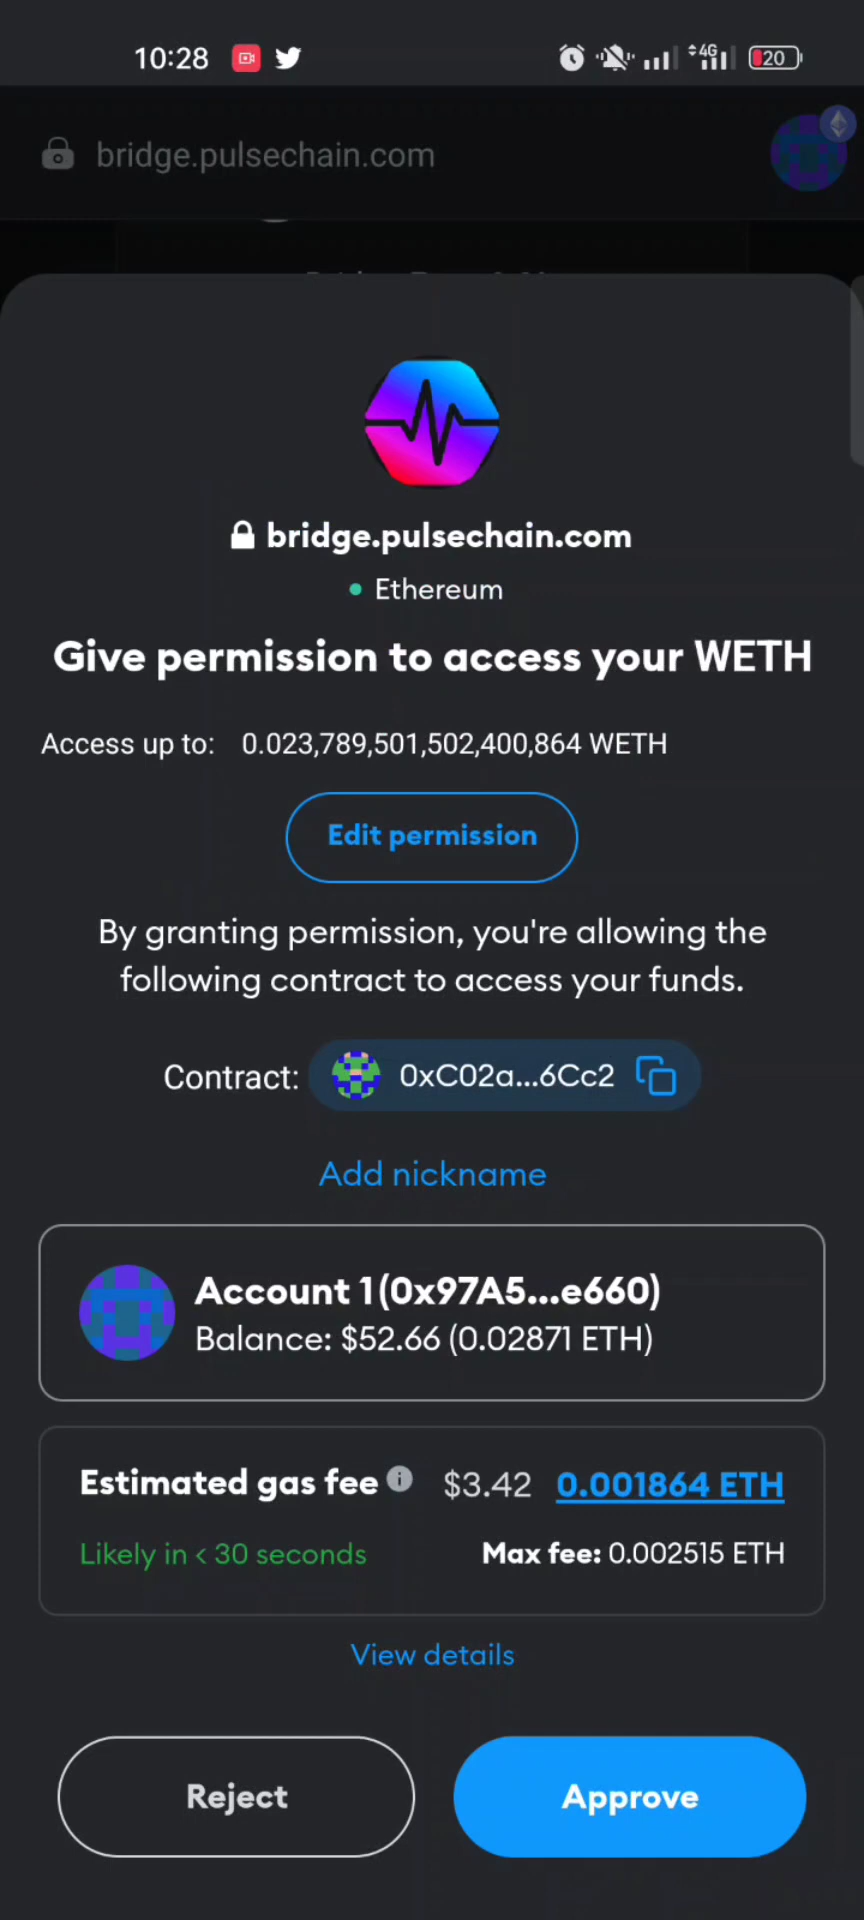 10:28
4G
20
bridge.pulsechain.com
bridge.pulsechain.com
Ethereum
Give permission to access your WETH
Access up to: 0.023,789,501,502,400,864 WETH
Edit permission
By granting permission, you're allowing the
following contract to access your funds.
Contract: 0xC02a...6Cc2
Add nickname
Account 1(0x97A5...e660)
Balance: $52.66 (0.02871 ETH)
Estimated gas fee $3.42 0.001864 ETH
Likely in < 30 seconds Max fee: 0.002515 ETH
View details
Reject Approve